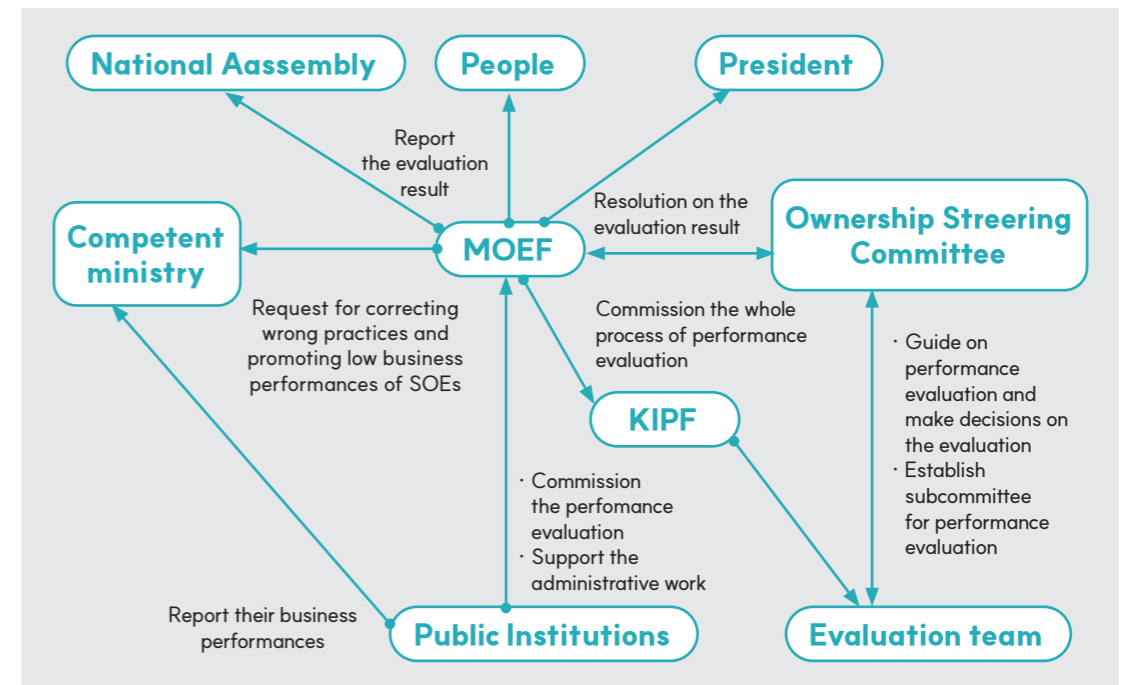 National Aassembly
People
President
Report
the evaluation
result
Resolution on the
evaluation result
Competent
ministry
MOEF
Ownership Streering
Committee
Request for correcting
wrong practices and
promoting low business
performances of SOEs
Commission the whole
process of performance
evaluation
· Guide on
performance
evaluation and
make decisions on
the evaluation
· Establish
subcommittee
for performance
evaluation
KIPF
· Commission
the perfomance
evaluation
· Support the
administrative work
Report their business
performances
Public Institutions
Evaluation team